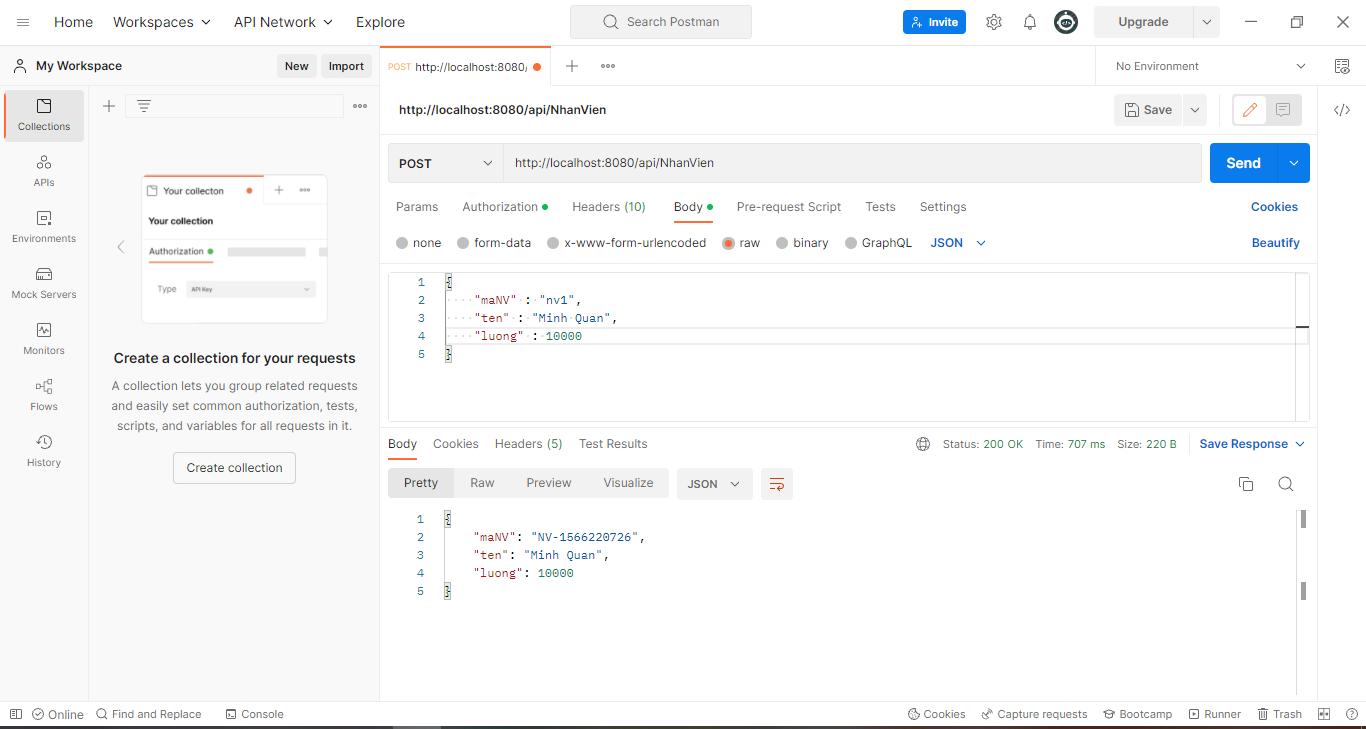 Home Workspaces API Network Explore Search Postman Invite Upgrade
My Workspace New Import POST http://localhost:8080/ No Environment
Collections
APIs
Environments
Mock Servers
Monitors
Flows
History
Your collecton
Your collection
Authorization
Type API Key
Create a collection for your requests
A collection lets you group related requests
and easily set common authorization, tests,
scripts, and variables for all requests in it.
Create collection
http://localhost:8080/api/NhanVien Save
POST http://localhost:8080/api/NhanVien Send
Params Authorization Headers (10) Body Pre-request Script Tests Settings Cookies
none form-data x-www-form-urlencoded raw binary GraphQL JSON Beautify
1 {
2 "maNV" : "nv1",
3 "ten" : "Minh Quan",
4 "luong" : 10000
5 }
Body Cookies Headers (5) Test Results Status: 200 OK Time: 707 ms Size: 220 B Save Response
Pretty Raw Preview Visualize JSON
1 {
2 "maNV": "NV-1566220726",
3 "ten": "Minh Quan",
4 "luong": 10000
5 }
Online Find and Replace Console Cookies Capture requests Bootcamp Runner Trash